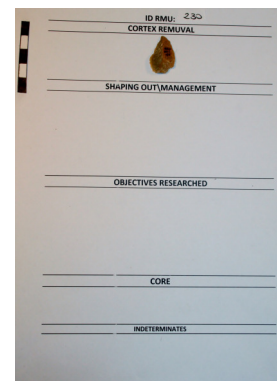 ID RMU: 230
CORTEX REMUVAL
SHAPING OUT\MANAGEMENT
OBJECTIVES RESEARCHED
CORE
INDETERMINATES